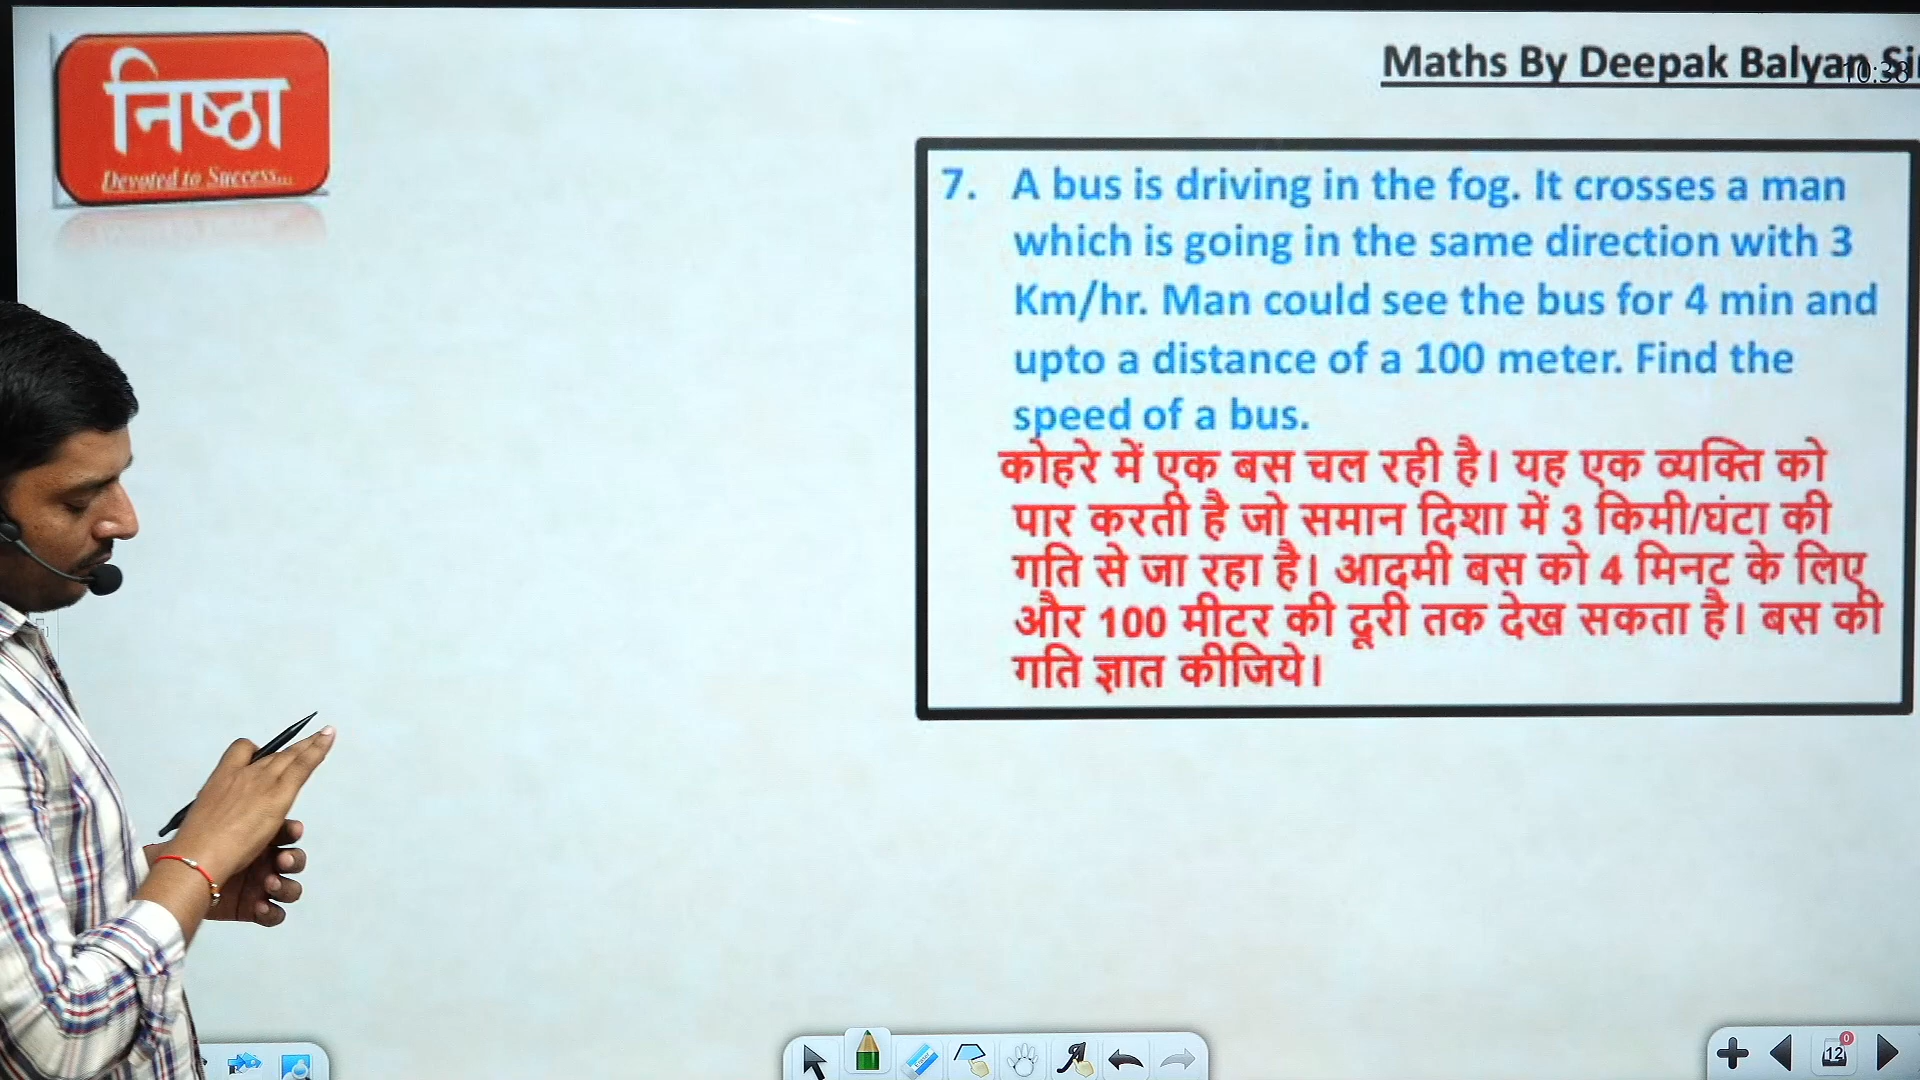 निष्ठा
Devoted to Success...
Maths By Deepak Balyan
10:38
7. A bus is driving in the fog. It crosses a man
which is going in the same direction with 3
Km/hr. Man could see the bus for 4 min and
upto a distance of a 100 meter. Find the
speed of a bus.
कोहरे में एक बस चल रही है। यह एक व्यक्ति को
पार करती है जो समान दिशा में 3 किमी/घंटा की
गति से जा रहा है। आदमी बस को 4 मिनट के लिए
और 100 मीटर की दूरी तक देख सकता है। बस की
गति ज्ञात कीजिये।
12
0